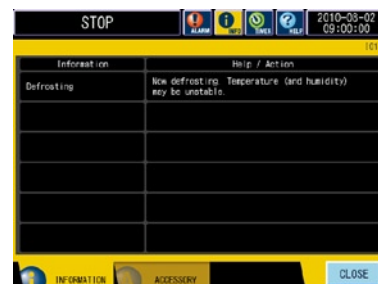 STOP
ALARM
INFO
TIMER
HELP
2010-08-02
09:00:00
Information
Help / Action
Defrosting
Now defrosting. Temperature (and humidity)
may be unstable.
INFORMATION
ACCESSORY
CLOSE